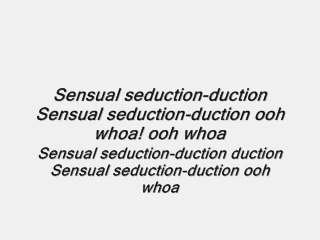 Sensual seduction-duction
Sensual seduction-duction ooh
whoa! ooh whoa
Sensual seduction-duction duction
Sensual seduction-duction ooh
whoa